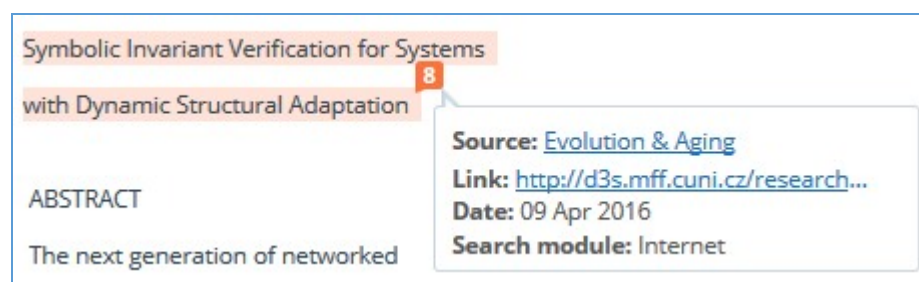 Symbolic Invariant Verification for Systems
8
with Dynamic Structural Adaptation
Source: Evolution & Aging
Link: http://d3s.mff.cuni.cz/research...
Date: 09 Apr 2016
Search module: Internet
ABSTRACT
The next generation of networked